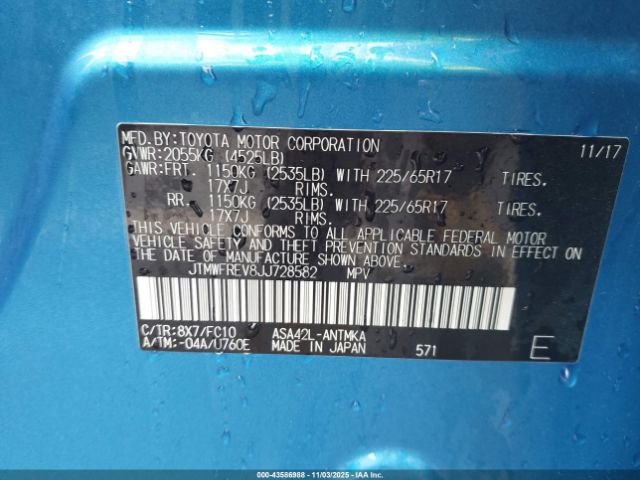 MFD.BY:TOYOTA MOTOR CORPORATION 11/17
GVWR:2055KG (4525LB)
GAWR:FRT. 1150KG (2535LB) WITH 225/65R17 TIRES.
17X7J RIMS.
RR. 1150KG (2535LB) WITH 225/65R17 TIRES.
17X7J RIMS.
THIS VEHICLE CONFORMS TO ALL APPLICABLE FEDERAL MOTOR
VEHICLE SAFETY AND THEFT PREVENTION STANDARDS IN EFFECT ON
THE DATE OF MANUFACTURE SHOWN ABOVE.
JTMWFREV8JJ728582 MPV
C/TR:8X7/FC10 ASA42L-ANTMKA
A/TM:-04A/U760E MADE IN JAPAN 571 E
000-43586988 - 11/03/2025 - IAA Inc.